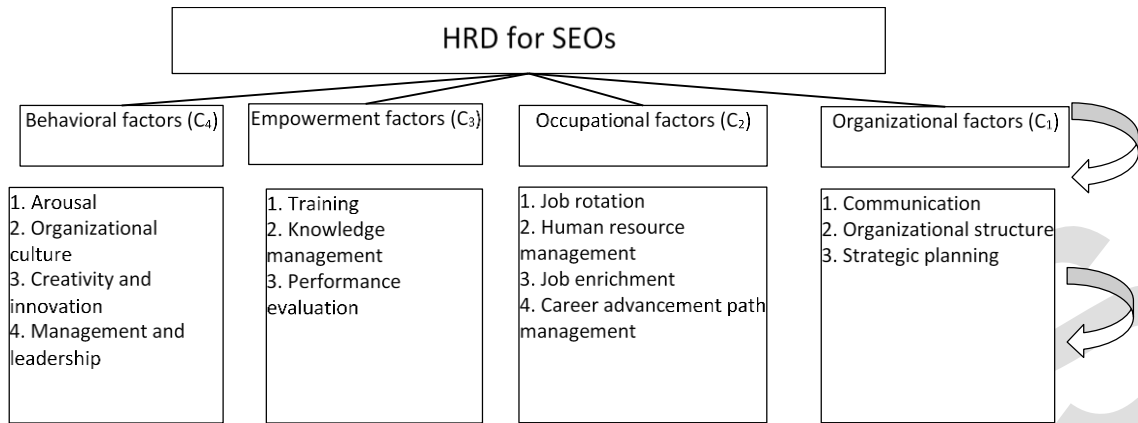 HRD for SEOs
Behavioral factors (C₄)
Empowerment factors (C₃)
Occupational factors (C₂)
Organizational factors (C₁)
1. Arousal
2. Organizational
culture
3. Creativity and
innovation
4. Management and
leadership
1. Training
2. Knowledge
management
3. Performance
evaluation
1. Job rotation
2. Human resource
management
3. Job enrichment
4. Career advancement path
management
1. Communication
2. Organizational structure
3. Strategic planning